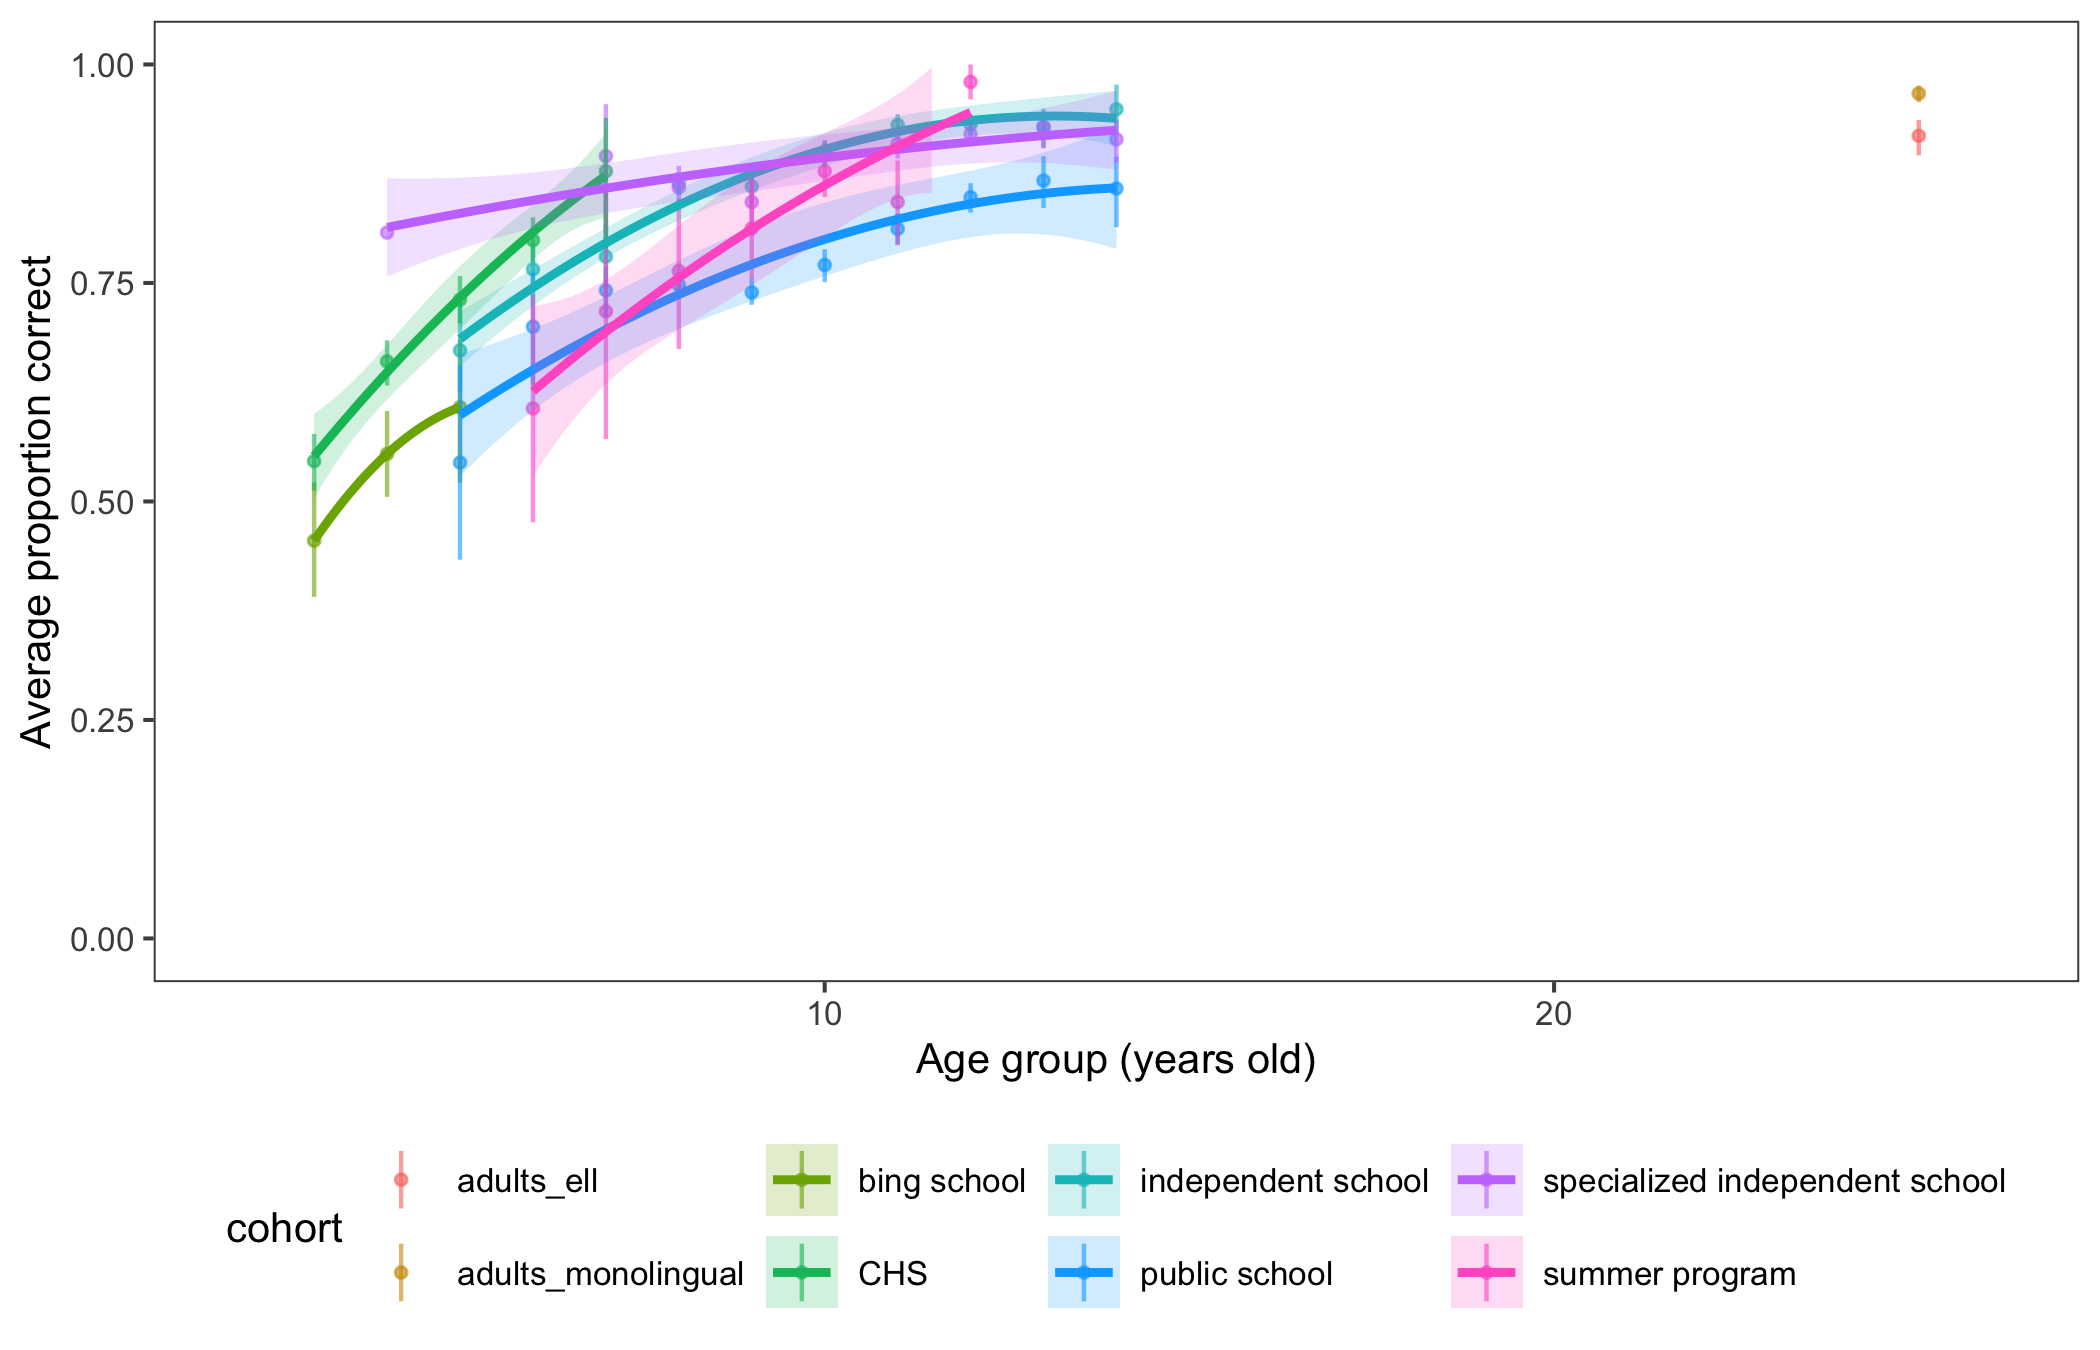 Average proportion correct
1.00
0.75
0.50
0.25
0.00
10
20
Age group (years old)
cohort
adults_ell
bing school
independent school
specialized independent school
adults_monolingual
CHS
public school
summer program